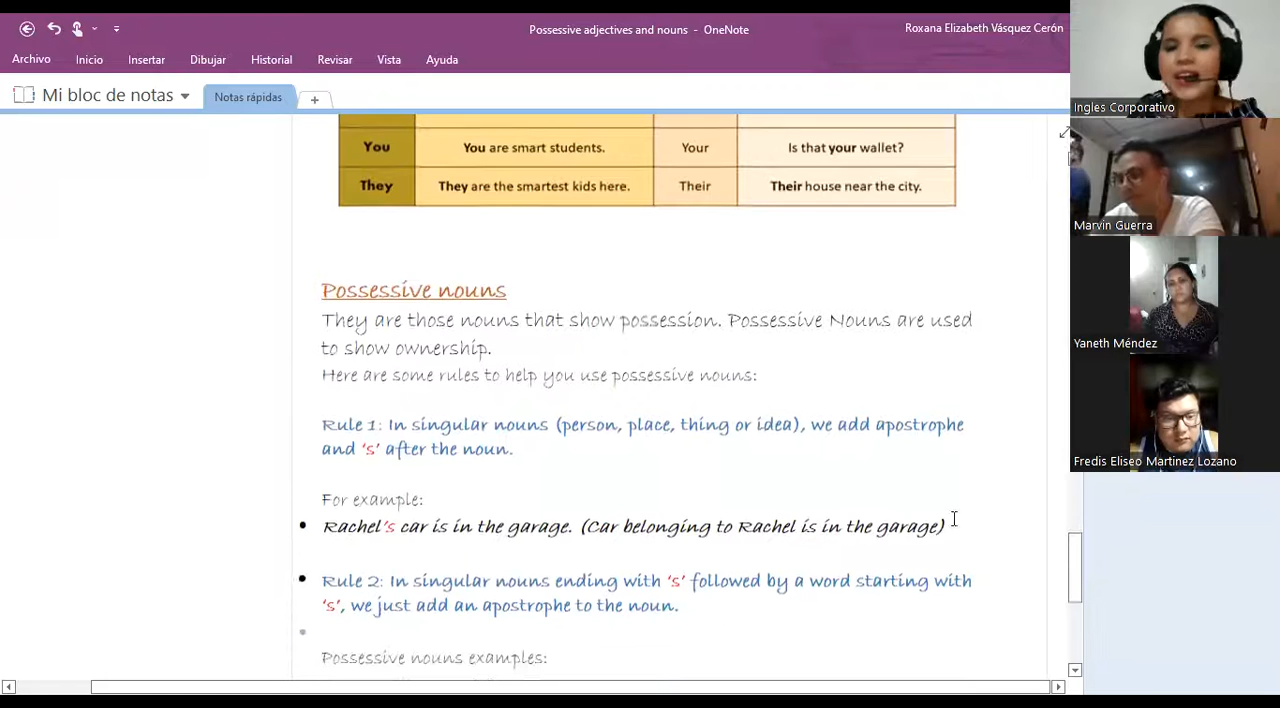 Possessive adjectives and nouns - OneNote
Roxana Elizabeth Vásquez Cerón
Archivo Inicio Insertar Dibujar Historial Revisar Vista Ayuda
Mi bloc de notas Notas rápidas
You You are smart students. Your Is that your wallet?
They They are the smartest kids here. Their Their house near the city.
Possessive nouns
They are those nouns that show possession. Possessive Nouns are used
to show ownership.
Here are some rules to help you use possessive nouns:
Rule 1: In singular nouns (person, place, thing or idea), we add apostrophe
and ‘s’ after the noun.
For example:
Rachel's car is in the garage. (Car belonging to Rachel is in the garage)
Rule 2: In singular nouns ending with ‘s’ followed by a word starting with
‘s’, we just add an apostrophe to the noun.
Possessive nouns examples:
Ingles Corporativo
Marvin Guerra
Yaneth Méndez
Fredis Eliseo Martinez Lozano